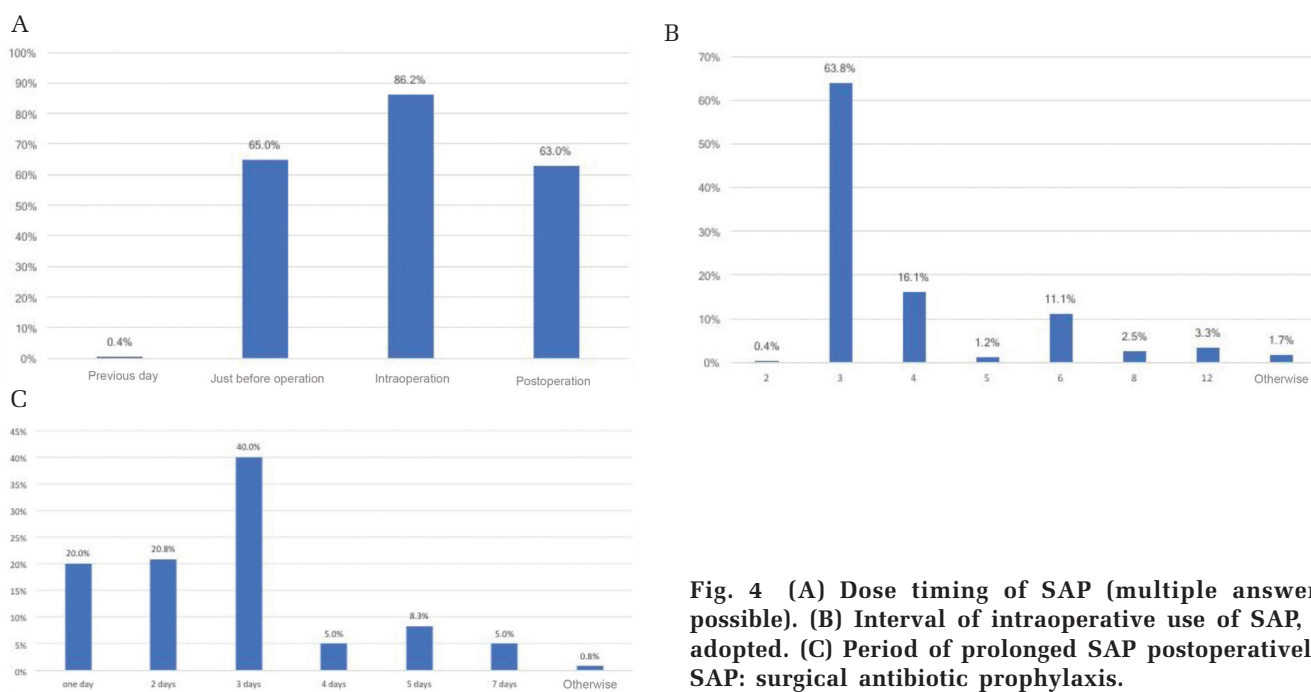 A
100%
90%
80%
70%
60%
50%
40%
30%
20%
10%
0%
0.4%
65.0%
86.2%
63.0%
Previous day
Just before operation
Intraoperation
Postoperation
B
70%
60%
50%
40%
30%
20%
10%
0%
0.4%
63.8%
16.1%
1.2%
11.1%
2.5%
3.3%
1.7%
2
3
4
5
6
8
12
Otherwise
C
45%
40%
35%
30%
25%
20%
15%
10%
5%
0%
20.0%
20.8%
40.0%
5.0%
8.3%
5.0%
0.8%
one day
2 days
3 days
4 days
5 days
7 days
Otherwise
Fig. 4 (A) Dose timing of SAP (multiple answer
possible). (B) Interval of intraoperative use of SAP,
adopted. (C) Period of prolonged SAP postoperativel
SAP: surgical antibiotic prophylaxis.